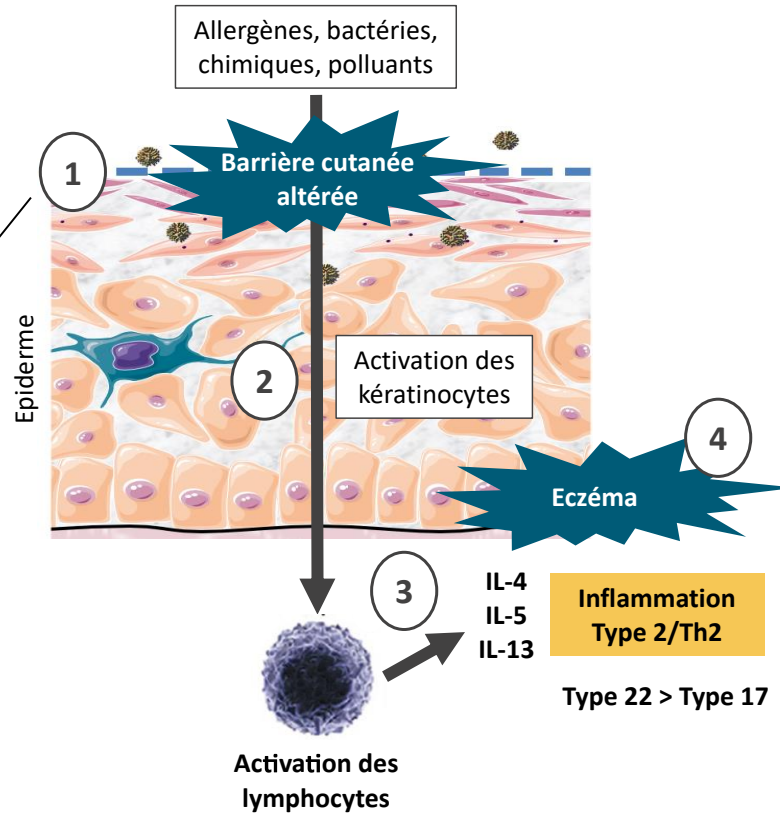 Allergènes, bactéries,
chimiques, polluants
1
Barrière cutanée
altérée
Epiderme
2
Activation des
kératinocytes
4
Eczéma
3
IL-4
IL-5
IL-13
Inflammation
Type 2/Th2
Type 22 > Type 17
Activation des
lymphocytes